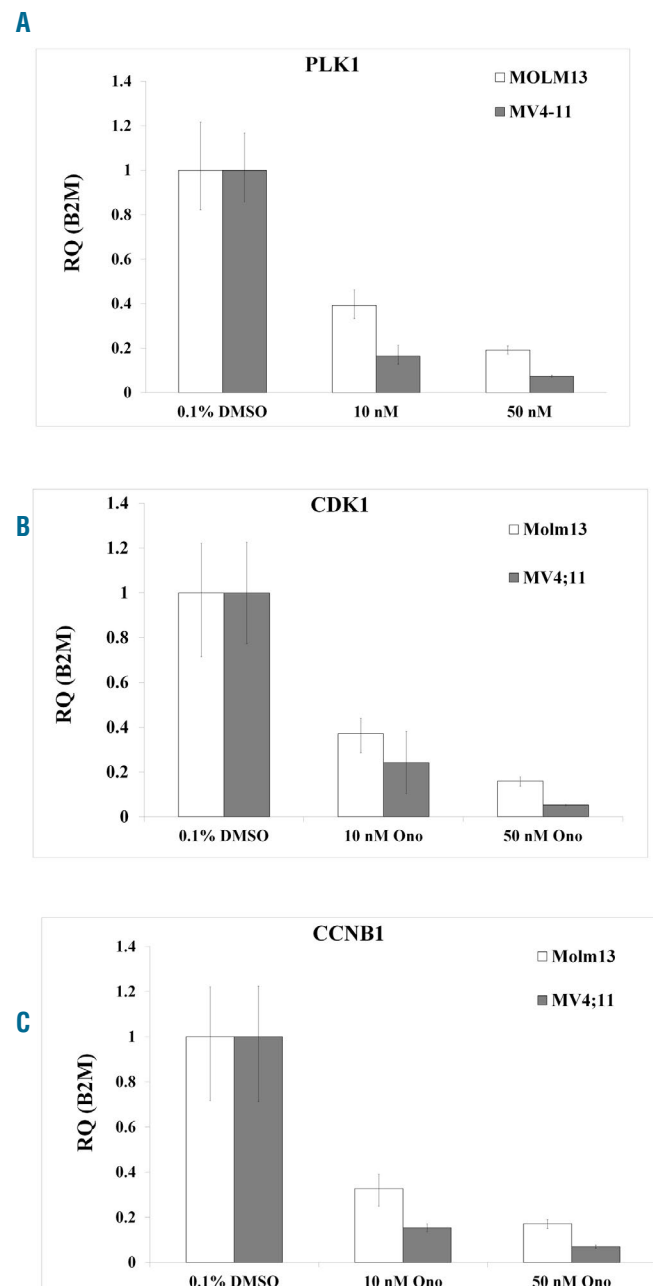 A
PLK1
MOLM13
MV4-11
RQ (B2M)
1.4
1.2
1
0.8
0.6
0.4
0.2
0
0.1% DMSO 10 nM 50 nM
B
CDK1
Molm13
MV4;11
RQ (B2M)
1.4
1.2
1
0.8
0.6
0.4
0.2
0
0.1% DMSO 10 nM Ono 50 nM Ono
C
CCNB1
Molm13
MV4;11
RQ (B2M)
1.4
1.2
1
0.8
0.6
0.4
0.2
0
0.1% DMSO 10 nM Ono 50 nM Ono